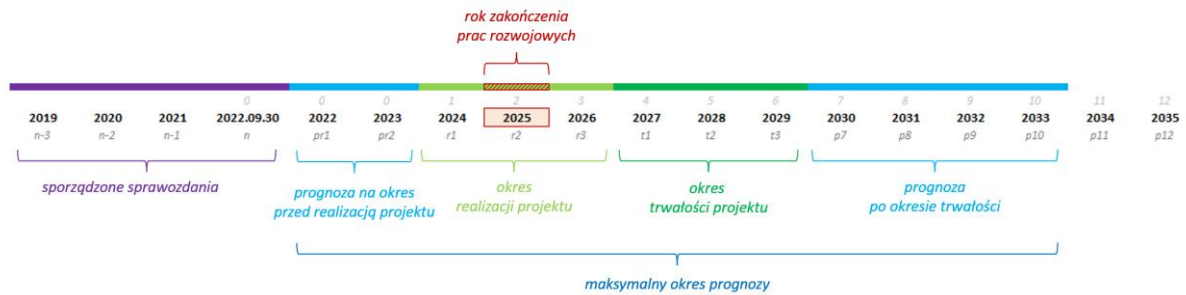 rok zakończenia
prac rozwojowych
0 0 0 1 2 3 4 5 6 7 8 9 10 11 12
2019 2020 2021 2022.09.30 2022 2023 2024 2025 2026 2027 2028 2029 2030 2031 2032 2033 2034 2035
n-3 n-2 n-1 n pr1 pr2 r1 r2 r3 t1 t2 t3 p7 p8 p9 p10 p11 p12
sporządzone sprawozdania
prognoza na okres
przed realizacją projektu
okres
realizacji projektu
okres
trwałości projektu
prognoza
po okresie trwałości
maksymalny okres prognozy